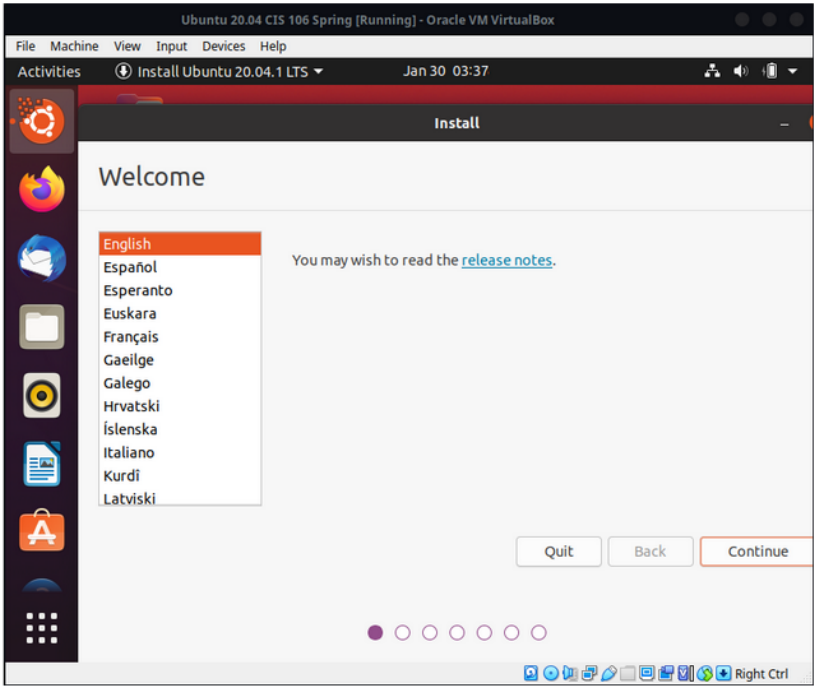 Ubuntu 20.04 CIS 106 Spring [Running] - Oracle VM VirtualBox
File Machine View Input Devices Help
Activities Install Ubuntu 20.04.1 LTS Jan 30 03:37
Install
Welcome
English
Español
Esperanto
Euskara
Français
Gaeilge
Galego
Hrvatski
Íslenska
Italiano
Kurdî
Latviski
You may wish to read the release notes.
Quit Back Continue
Right Ctrl